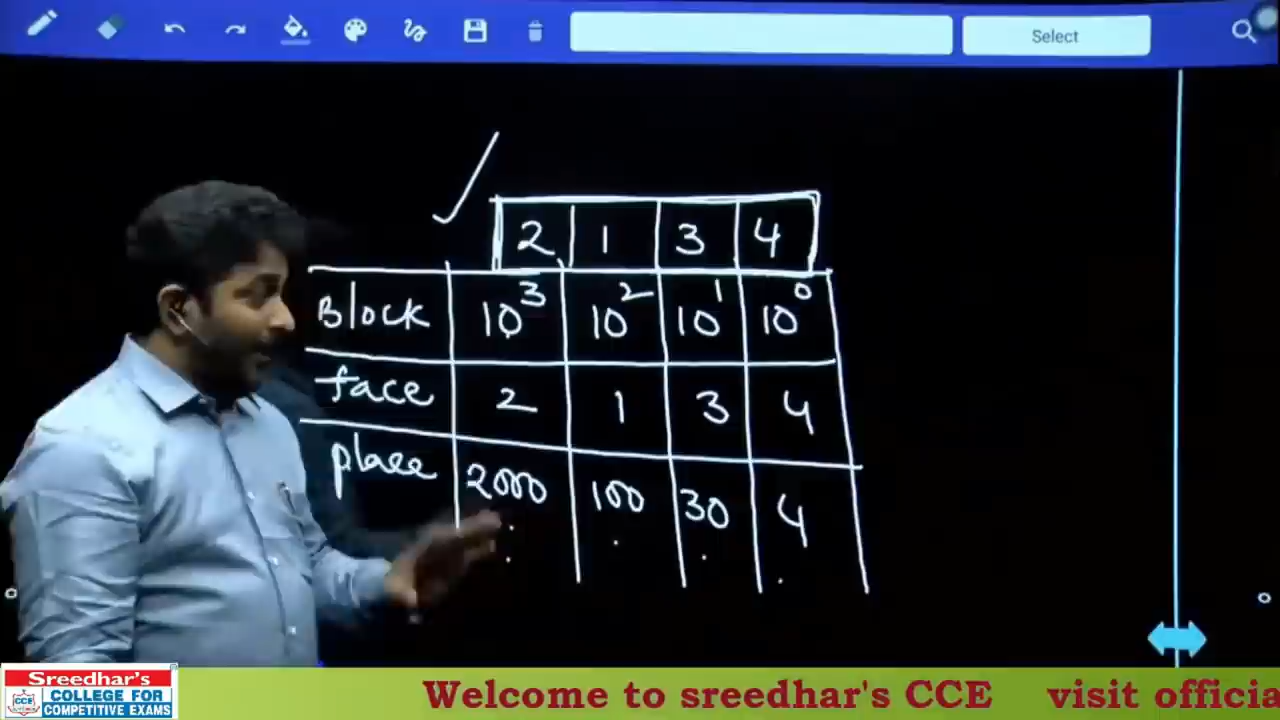 Select
2 1 3 4
Block 10³ 10² 10¹ 10⁰
face 2 1 3 4
place 2000 100 30 4
Sreedhar's
CCE
COLLEGE FOR
COMPETITIVE EXAMS
Welcome to sreedhar's CCE visit officia